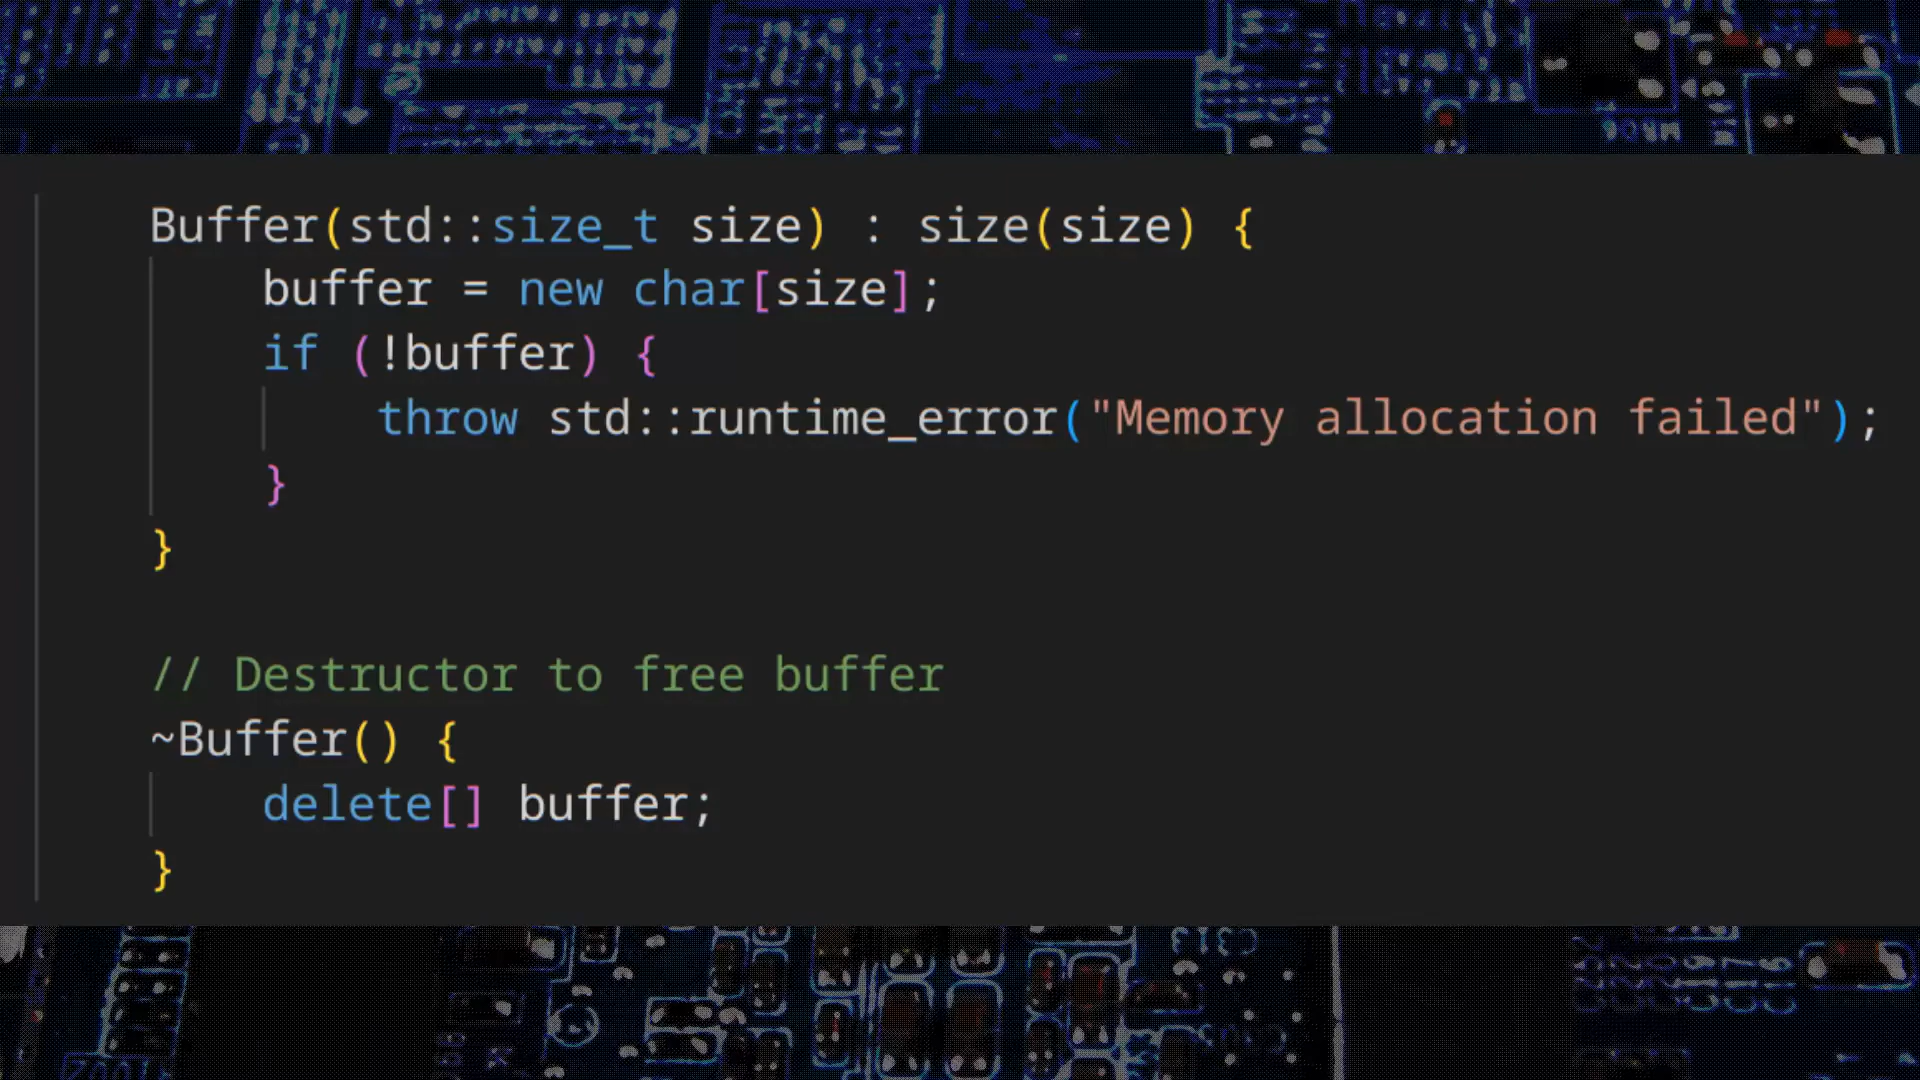 Buffer(std::size_t size) : size(size) {
buffer = new char[size];
if (!buffer) {
throw std::runtime_error("Memory allocation failed");
}
}
// Destructor to free buffer
~Buffer() {
delete[] buffer;
}